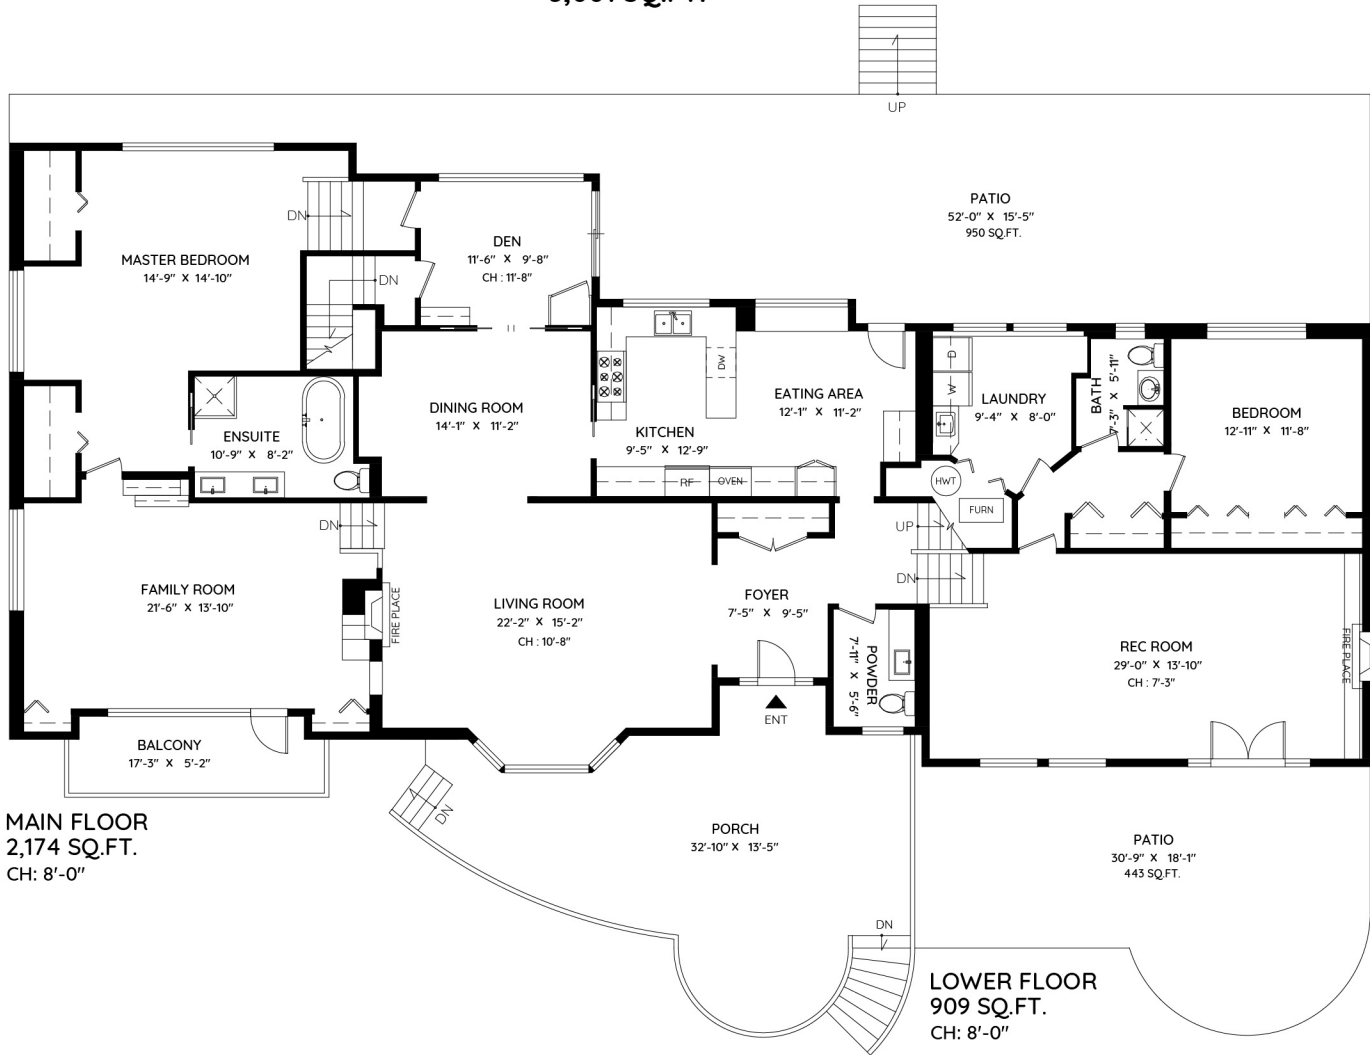 UP
PATIO
52'-0" X 15'-5"
950 SQ.FT.
DN
DEN
11'-6" X 9'-8"
CH : 11'-8"
MASTER BEDROOM
14'-9" X 14'-10"
DN
DINING ROOM
14'-1" X 11'-2"
ENSUITE
10'-9" X 8'-2"
KITCHEN
9'-5" X 12'-9"
DW
RF
OVEN
EATING AREA
12'-1" X 11'-2"
D
W
LAUNDRY
9'-4" X 8'-0"
BATH
7'-3" X 5'-11"
BEDROOM
12'-11" X 11'-8"
HWT
FURN
UP
DN
DN
FAMILY ROOM
21'-6" X 13'-10"
FIRE PLACE
LIVING ROOM
22'-2" X 15'-2"
CH : 10'-8"
FOYER
7'-5" X 9'-5"
POWDER
7'-11" X 5'-6"
ENT
REC ROOM
29'-0" X 13'-10"
CH : 7'-3"
FIRE PLACE
BALCONY
17'-3" X 5'-2"
DN
MAIN FLOOR
2,174 SQ.FT.
CH: 8'-0"
PORCH
32'-10" X 13'-5"
PATIO
30'-9" X 18'-1"
443 SQ.FT.
DN
LOWER FLOOR
909 SQ.FT.
CH: 8'-0"